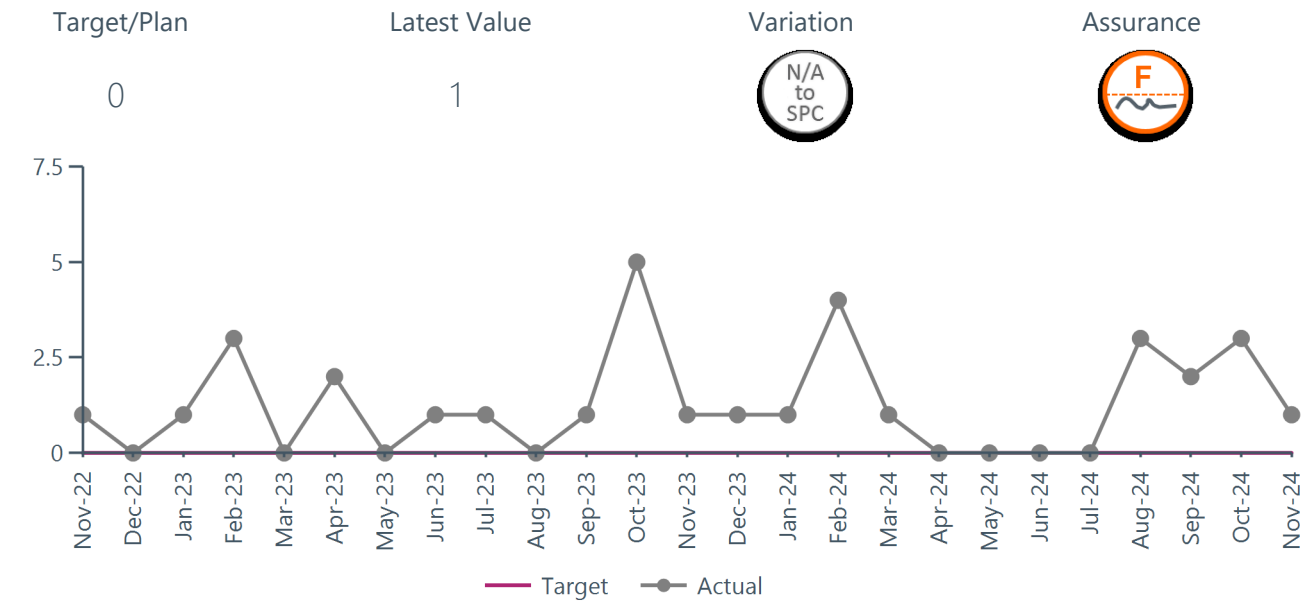 Target/Plan Latest Value Variation Assurance
0 1
N/A
to
SPC
F
7.5
5
2.5
0
Nov-22 Dec-22 Jan-23 Feb-23 Mar-23 Apr-23 May-23 Jun-23 Jul-23 Aug-23 Sep-23 Oct-23 Nov-23 Dec-23 Jan-24 Feb-24 Mar-24 Apr-24 May-24 Jun-24 Jul-24 Aug-24 Sep-24 Oct-24 Nov-24
Target Actual